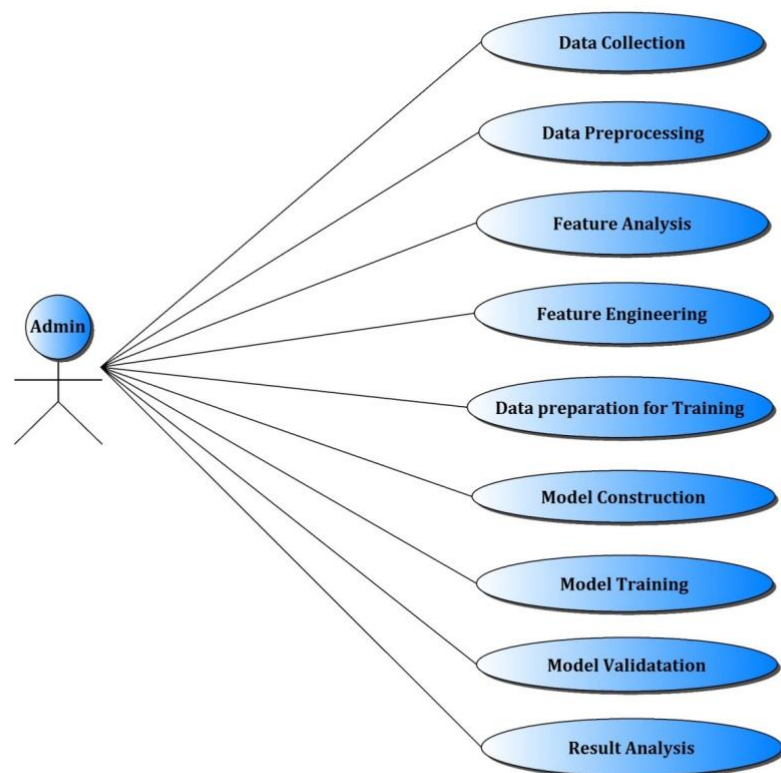 Data Collection
Data Preprocessing
Feature Analysis
Admin
Feature Engineering
Data preparation for Training
Model Construction
Model Training
Model Validatation
Result Analysis